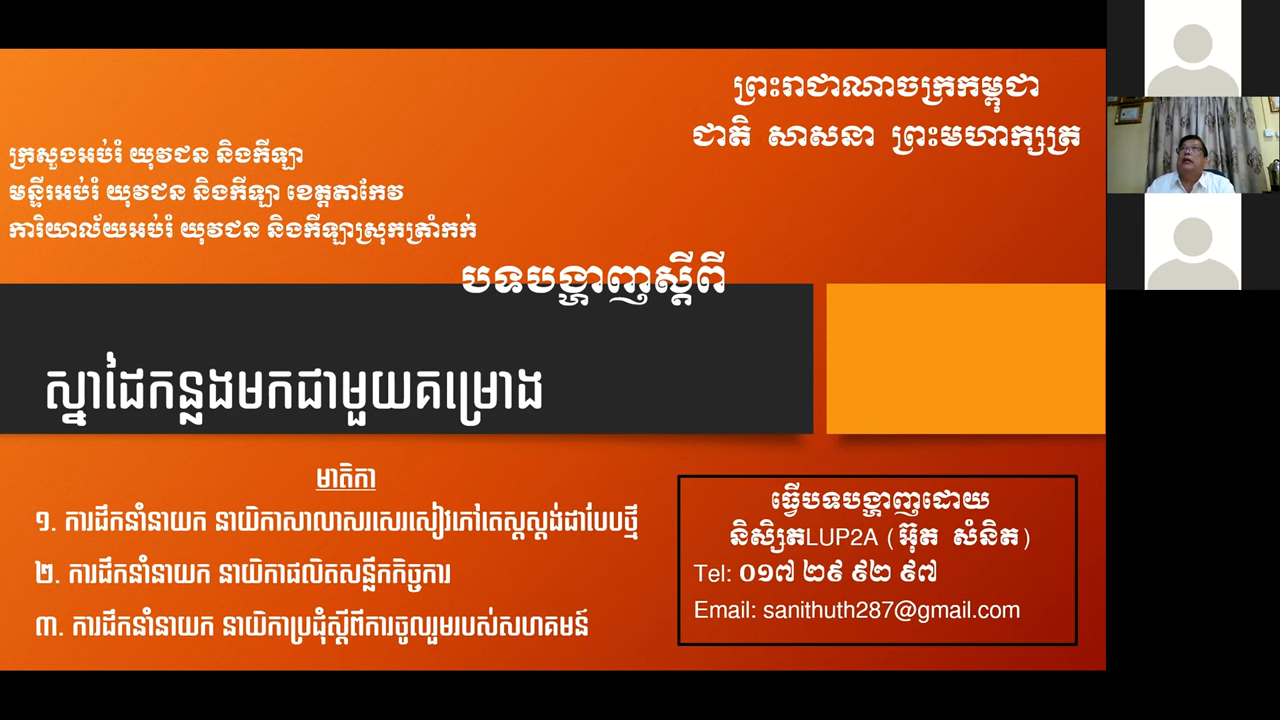 ព្រះរាជាណាចក្រកម្ពុជា
ជាតិ សាសនា ព្រះមហាក្សត្រ
ក្រសួងអប់រំ យុវជន និងកីឡា
មន្ទីរអប់រំ យុវជន និងកីឡា ខេត្តតាកែវ
ការិយាល័យអប់រំ យុវជន និងកីឡាស្រុកត្រាំកក់
បទបង្ហាញស្តីពី
ស្នាដៃកន្លងមកជាមួយគម្រោង
មាតិកា
១. ការដឹកនាំនាយក នាយិកាសាលាសរសេរសៀវភៅតេស្តស្តង់ដាបែបថ្មី
២. ការដឹកនាំនាយក នាយិកាផលិតសន្លឹកកិច្ចការ
៣. ការដឹកនាំនាយក នាយិកាប្រជុំស្តីពីការចូលរួមរបស់សហគមន៍
ធ្វើបទបង្ហាញដោយ
និស្សិតLUP2A (អ៊ុត សំនិត)
Tel: ០១៧ ២៩ ៩២ ៩៧
Email: sanithuth287@gmail.com